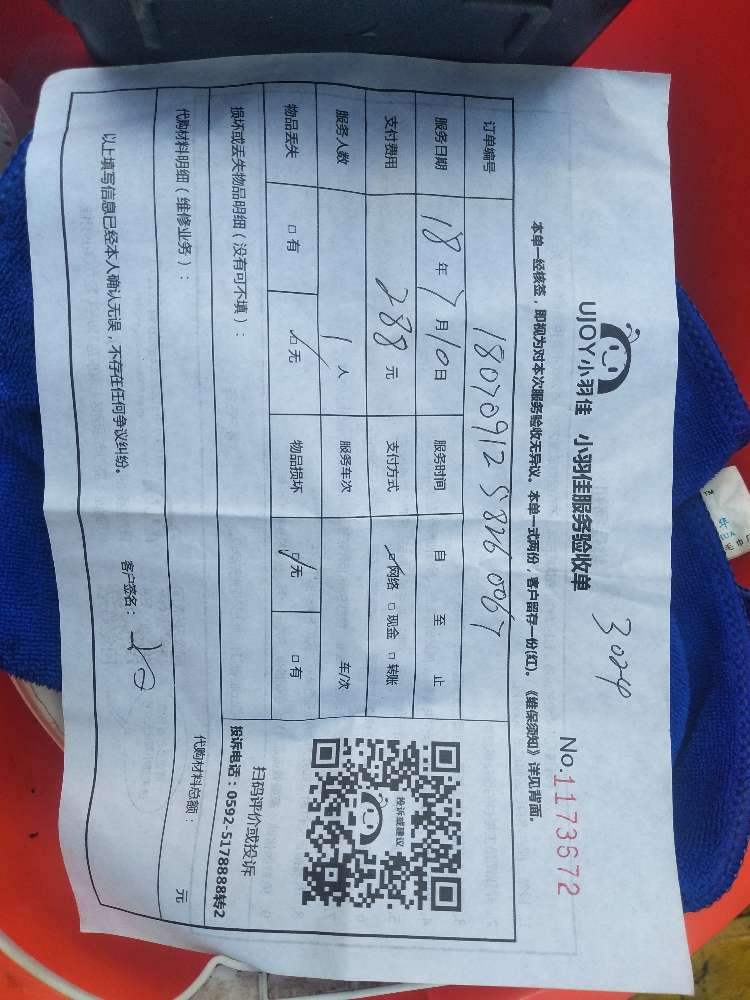 3024
UJOY小羽佳 小羽佳服务验收单
No.1173672
本单一经核签，即视为对本次服务验收无异议。本单一式两份，客户留存一份(红)。《维保须知》详见背面。
订单编号 1807091258260067
服务日期 18年7月10日 服务时间 自 至 止
支付费用 288元 支付方式 ☑网络 □现金 □转账
服务人数 1人 服务车次 车/次
物品丢失 □有 ☑无 物品损坏 ☑无 □有
损坏或丢失物品明细（没有可不填）：
投诉或建议
扫码评价或投诉
投诉电话：0592-5178888转2
代购材料明细（维修业务）： 代购材料总额： 元
以上填写信息已经本人确认无误，不存在任何争议纠纷。
客户签名：
华